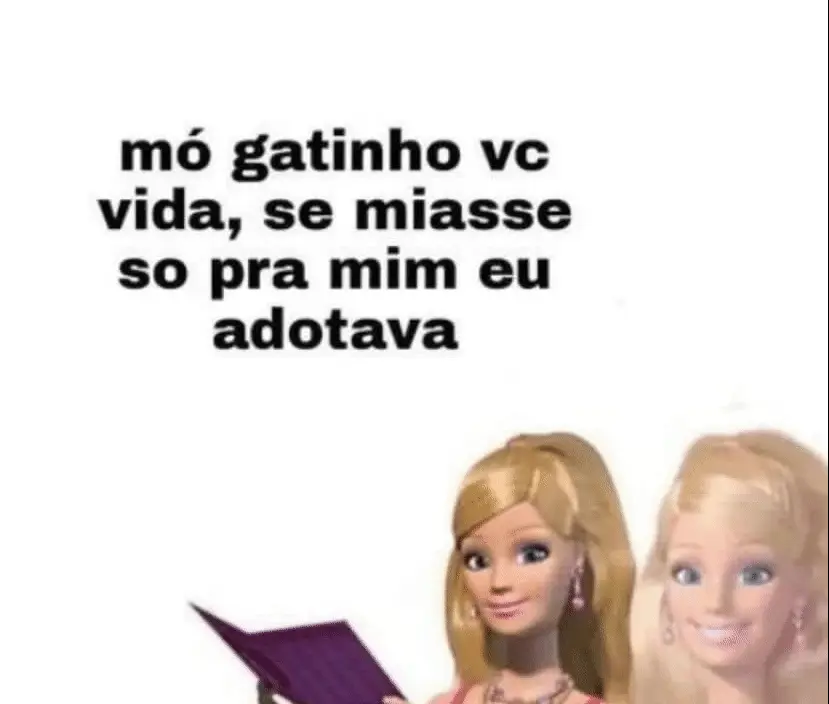 mó gatinho vc
vida, se miasse
so pra mim eu
adotava